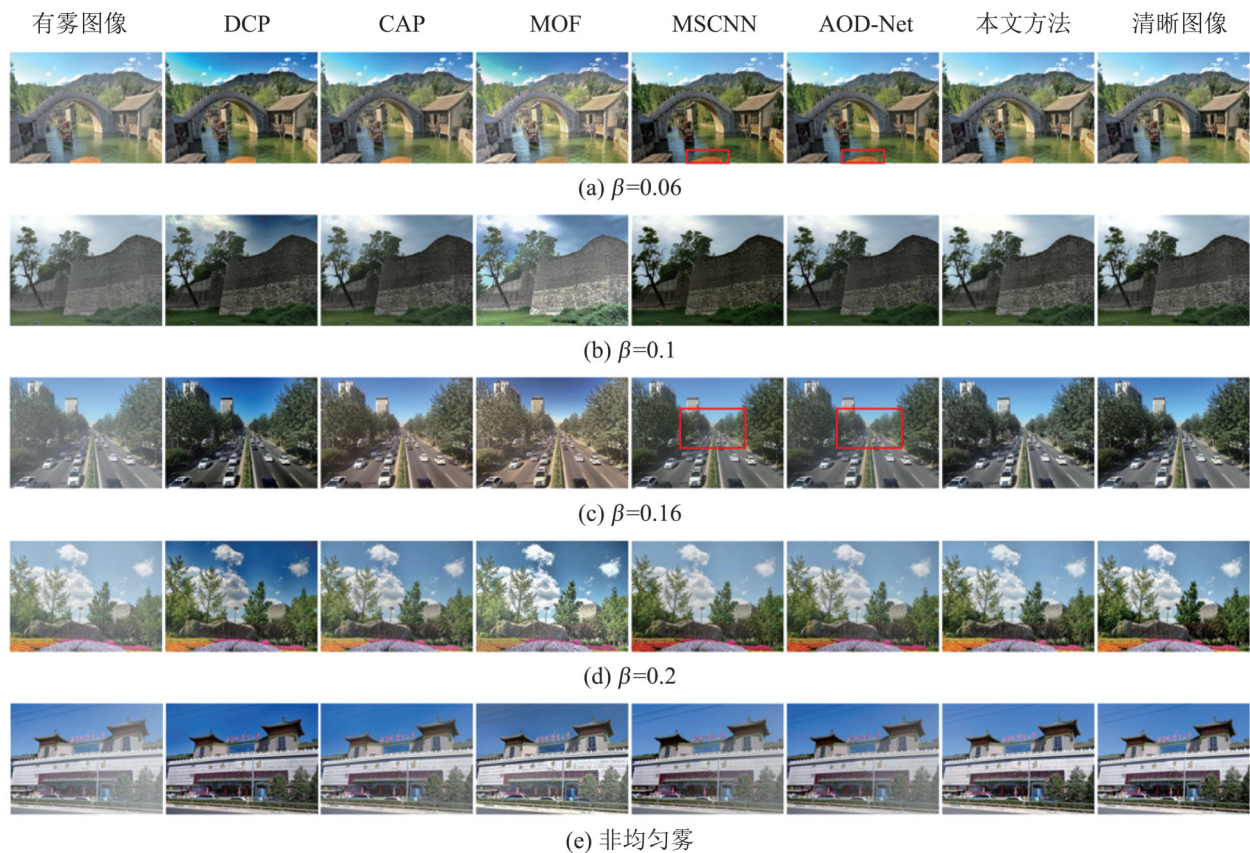 有雾图像 DCP CAP MOF MSCNN AOD-Net 本文方法 清晰图像
(a) β=0.06
(b) β=0.1
(c) β=0.16
(d) β=0.2
(e) 非均匀雾